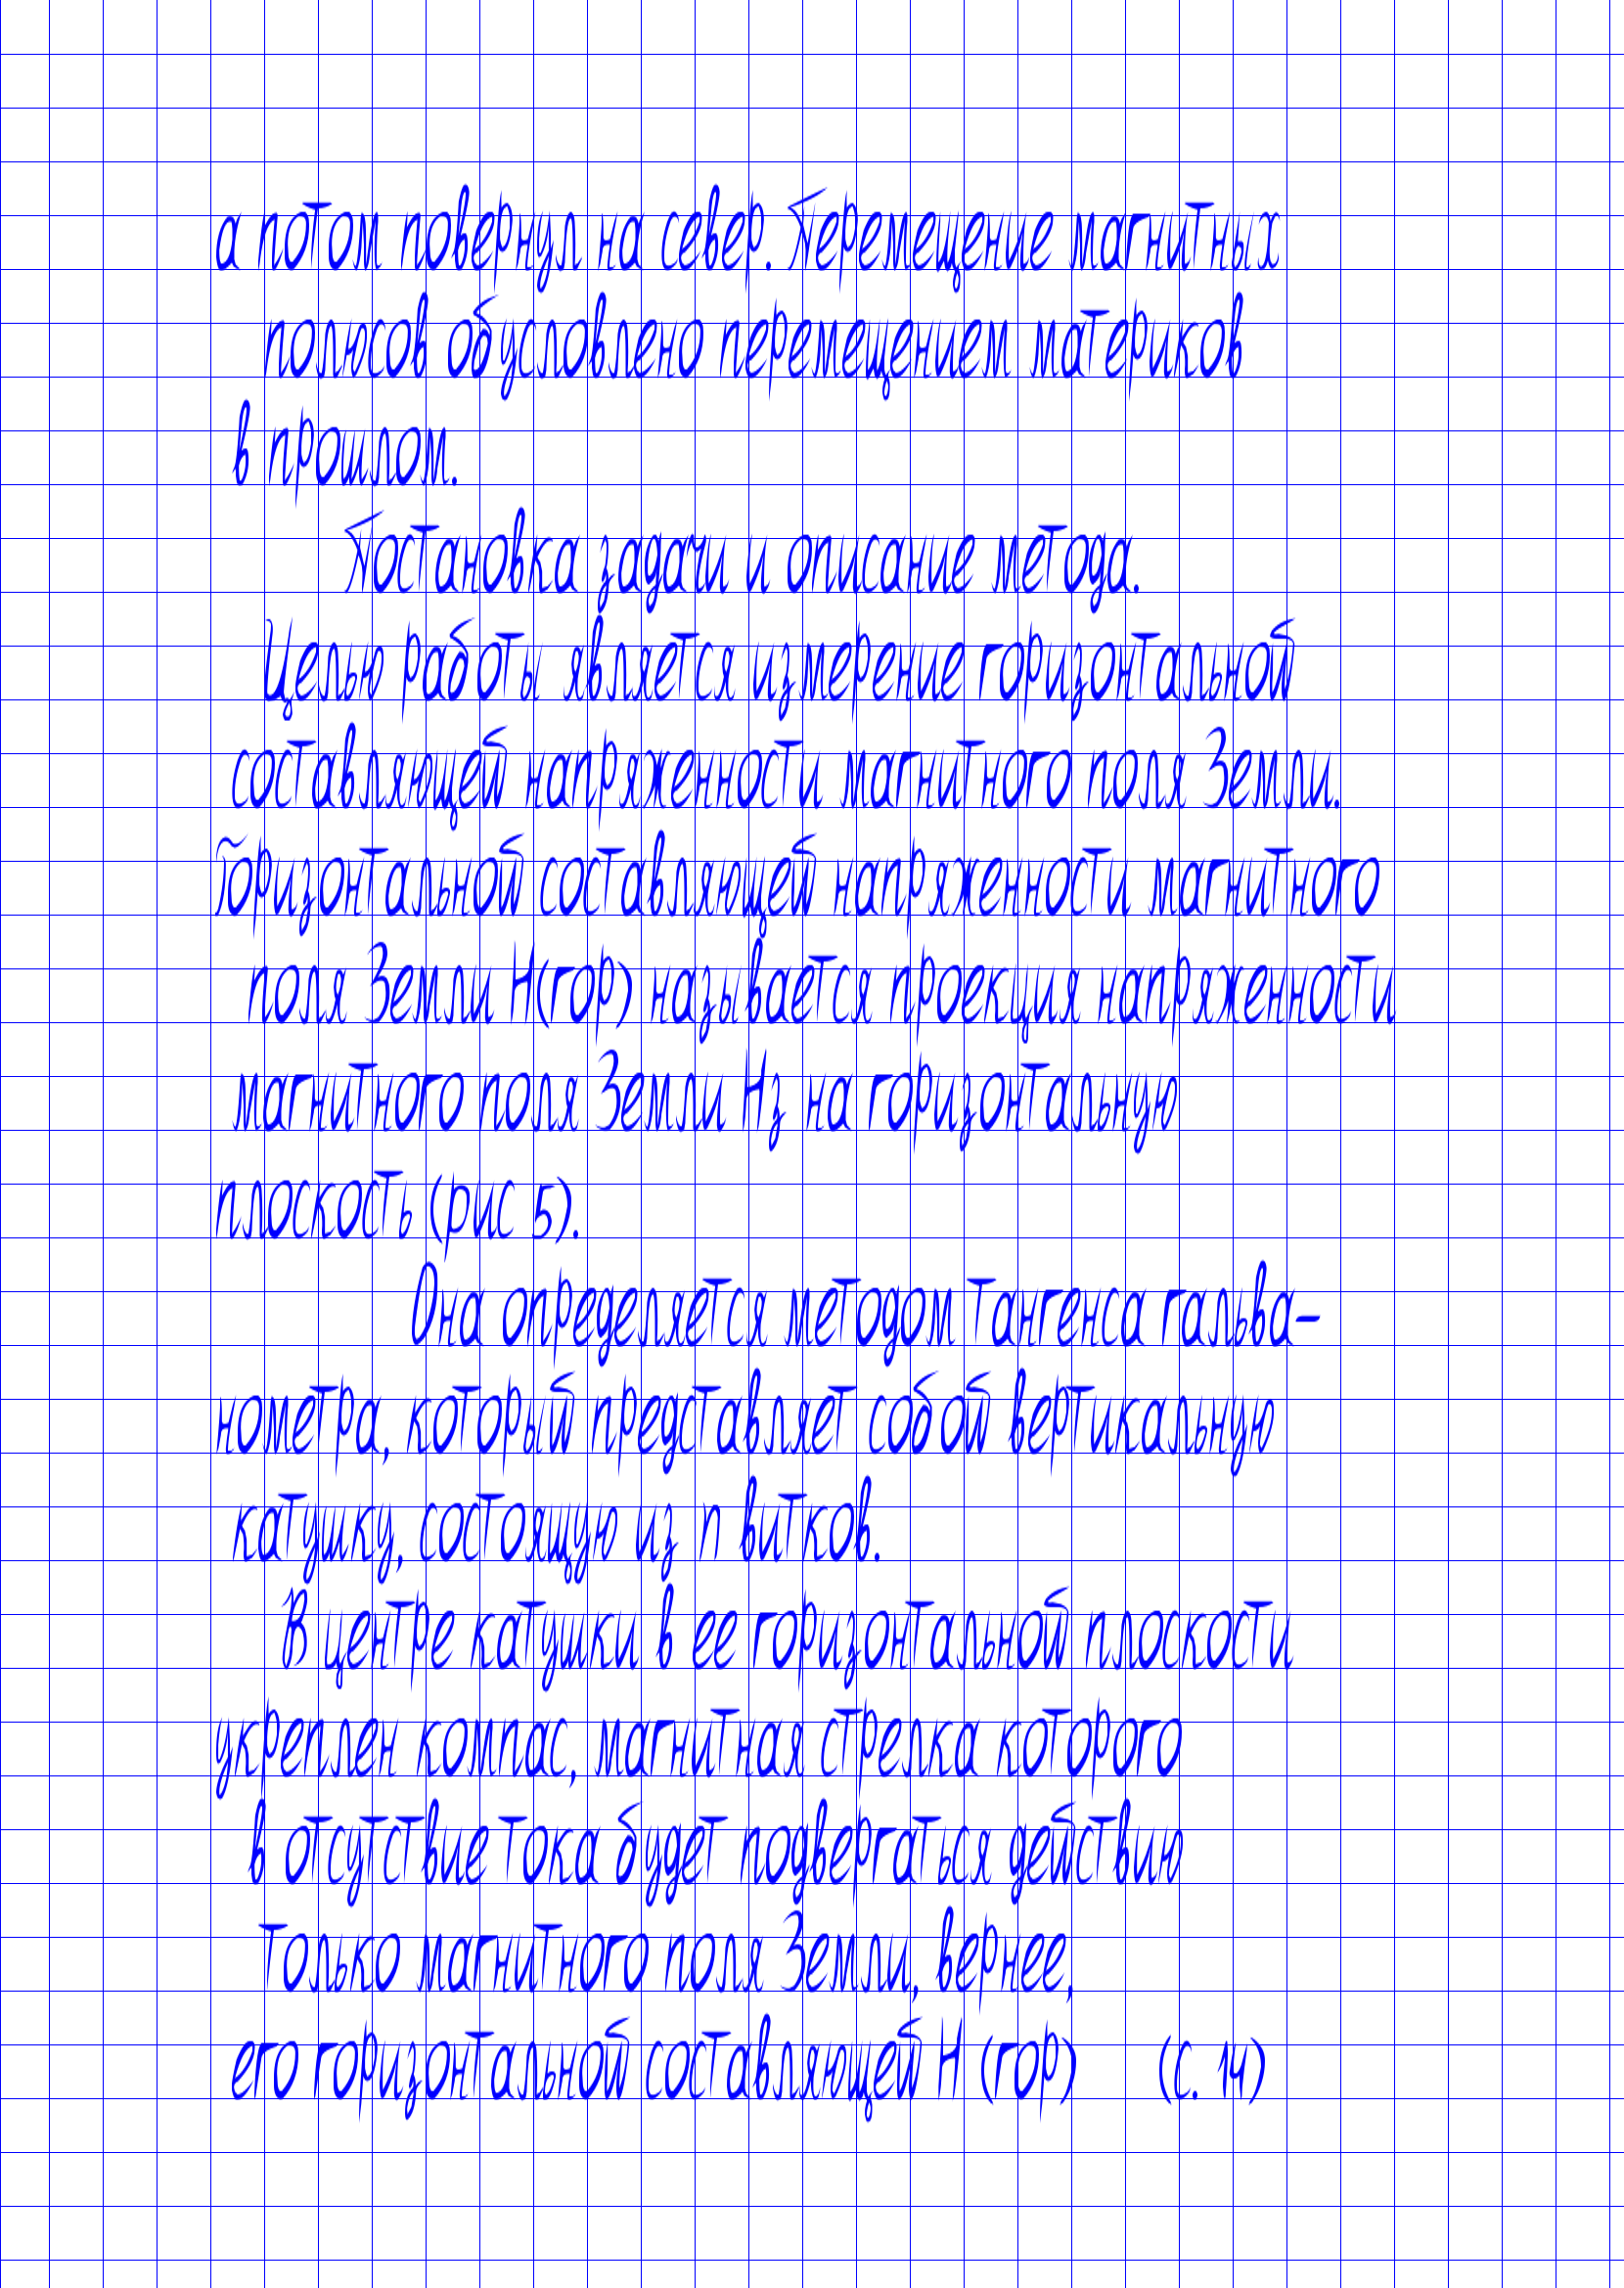 а потом повернул на север. Перемещение магнитных
полюсов обусловлено перемещением материков
в прошлом.
Постановка задачи и описание метода.
Целью работы является измерение горизонтальной
составляющей напряженности магнитного поля Земли.
Горизонтальной составляющей напряженности магнитного
поля Земли Н(гор) называется проекция напряженности
магнитного поля Земли Нз на горизонтальную
плоскость (рис 5).
Она определяется методом тангенса гальва-
нометра, который представляет собой вертикальную
катушку, состоящую из n витков.
В центре катушки в ее горизонтальной плоскости
укреплен компас, магнитная стрелка которого
в отсутствие тока будет подвергаться действию
только магнитного поля Земли, вернее,
его горизонтальной составляющей Н (гор) (с. 14)